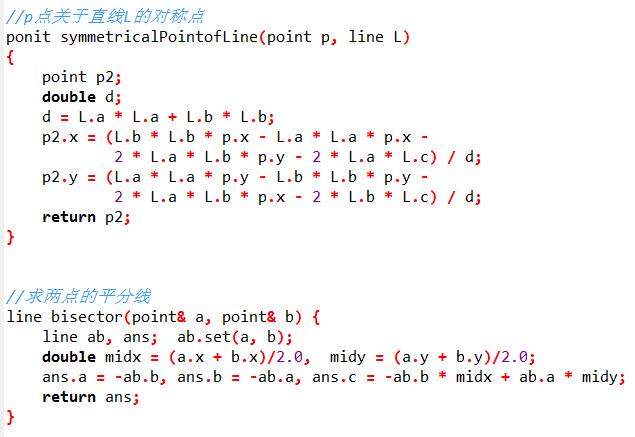 //p点关于直线L的对称点
ponit symmetricalPointofLine(point p, line L)
{
    point p2;
    double d;
    d = L.a * L.a + L.b * L.b;
    p2.x = (L.b * L.b * p.x - L.a * L.a * p.x -
            2 * L.a * L.b * p.y - 2 * L.a * L.c) / d;
    p2.y = (L.a * L.a * p.y - L.b * L.b * p.y -
            2 * L.a * L.b * p.x - 2 * L.b * L.c) / d;
    return p2;
}
//求两点的平分线
line bisector(point& a, point& b) {
    line ab, ans;  ab.set(a, b);
    double midx = (a.x + b.x)/2.0,  midy = (a.y + b.y)/2.0;
    ans.a = -ab.b, ans.b = -ab.a, ans.c = -ab.b * midx + ab.a * midy;
    return ans;
}